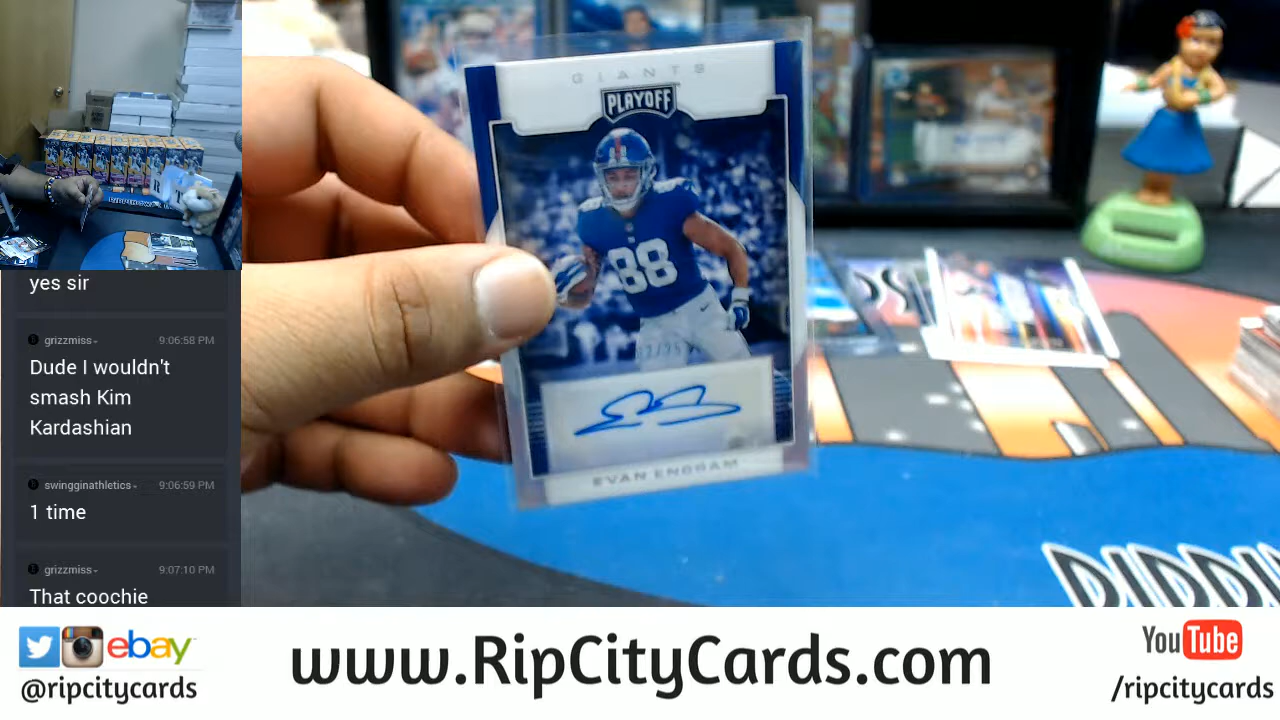 yes sir
grizzmiss
9:06:58 PM
Dude I wouldn't
smash Kim
Kardashian
swingginathletics
9:06:59 PM
1 time
grizzmiss
9:07:10 PM
That coochie
GIANTS
PLAYOFF
88
88
EVAN ENGRAM
ebay
@ripcitycards
www.RipCityCards.com
YouTube
/ripcitycards